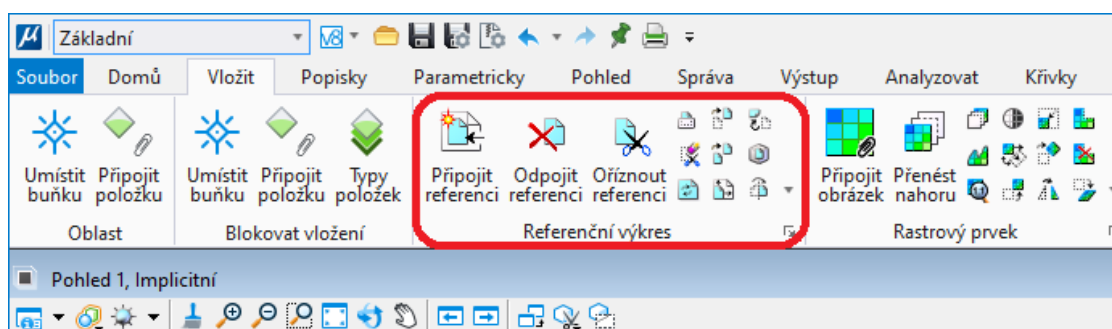 Základní
Soubor Domů Vložit Popisky Parametricky Pohled Správa Výstup Analyzovat Křivky
Umístit buňku
Připojit položku
Umístit buňku
Připojit položku
Typy položek
Připojit referenci
Odpojit referenci
Oříznout referenci
Připojit obrázek
Přenést nahoru
Oblast Blokovat vložení Referenční výkres Rastrový prvek
Pohled 1, Implicitní